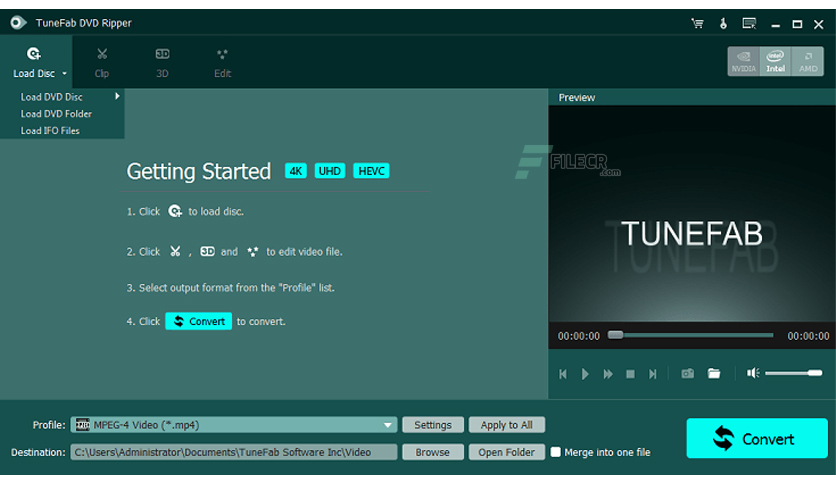 TuneFab DVD Ripper
Load Disc
Clip
3D
3D
Edit
NVIDIA
intel
Intel
AMD
Load DVD Disc
Load DVD Folder
Load IFO Files
Preview
Getting Started 4K UHD HEVC
FILECR
.com
1. Click to load disc.
2. Click , 3D and to edit video file.
3. Select output format from the "Profile" list.
4. Click Convert to convert.
TUNEFAB
00:00:00
00:00:00
Profile: MPEG-4 Video (*.mp4) Settings Apply to All
Destination: C:\Users\Administrator\Documents\TuneFab Software Inc\Video Browse Open Folder Merge into one file
Convert